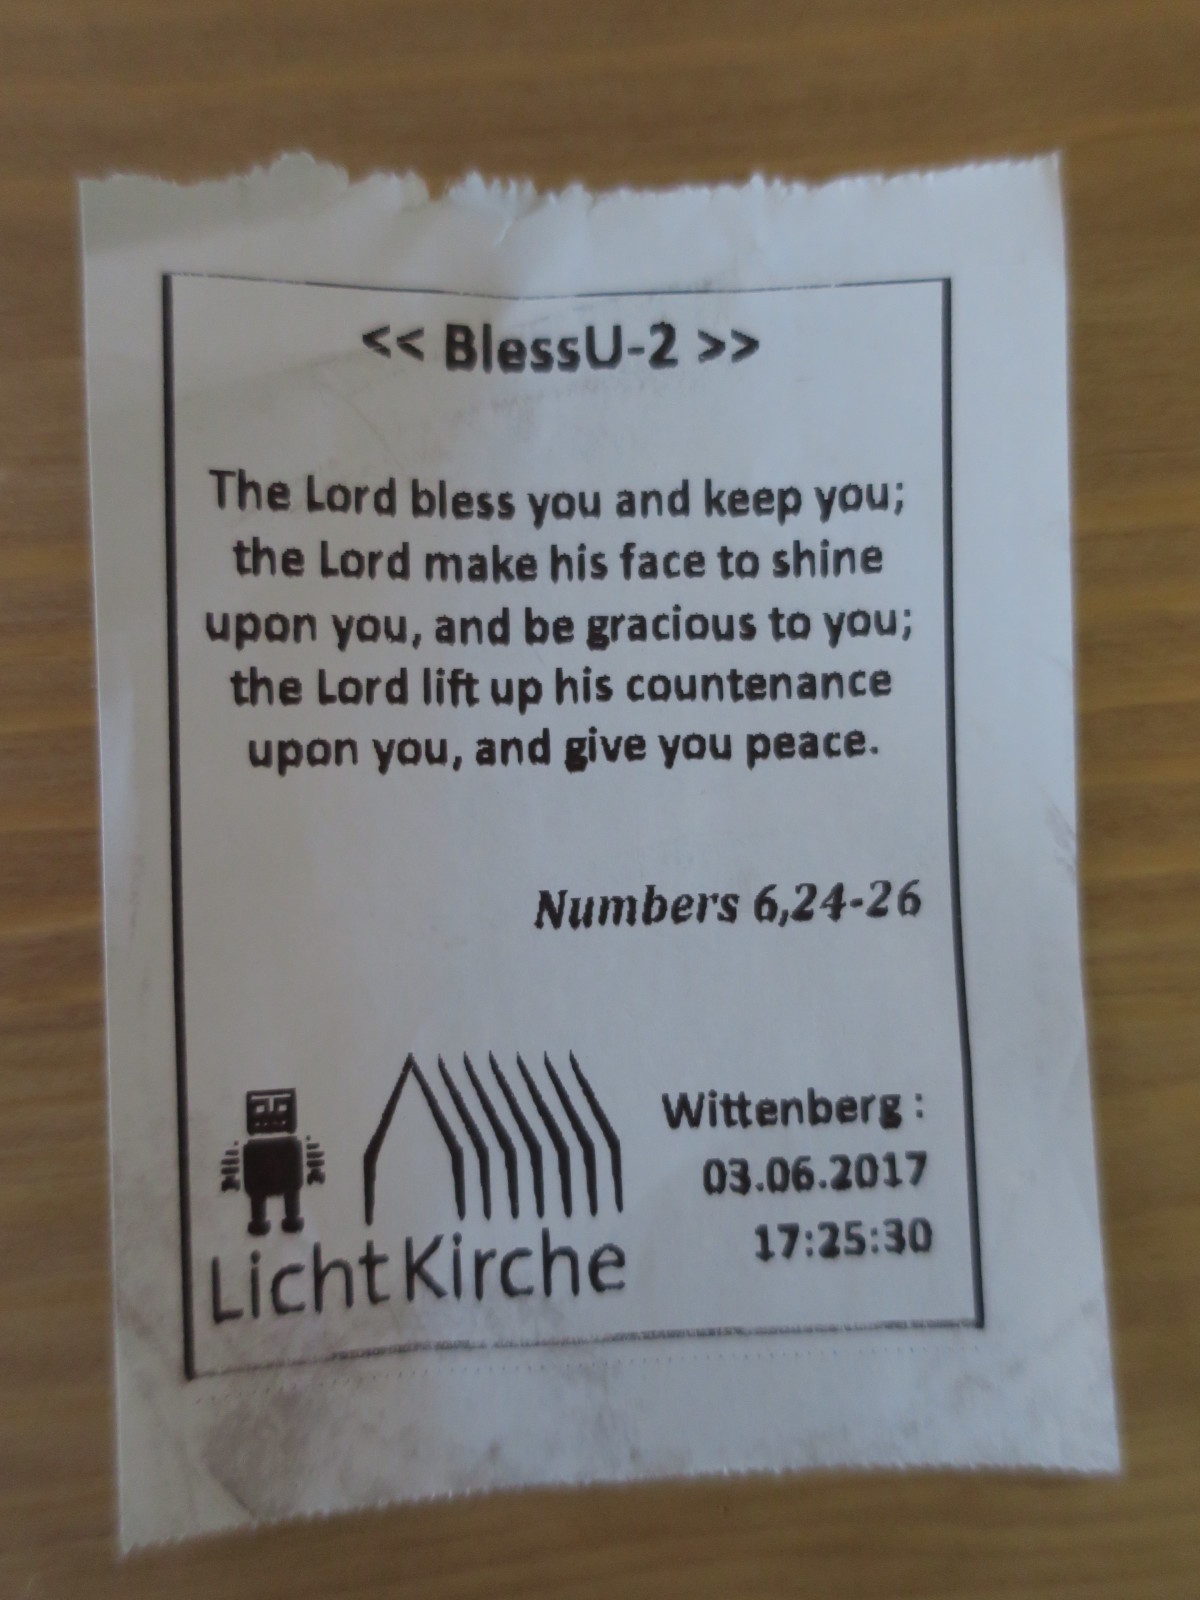 << BlessU-2 >>
The Lord bless you and keep you;
the Lord make his face to shine
upon you, and be gracious to you;
the Lord lift up his countenance
upon you, and give you peace.
Numbers 6,24-26
Wittenberg :
03.06.2017
17:25:30
LichtKirche